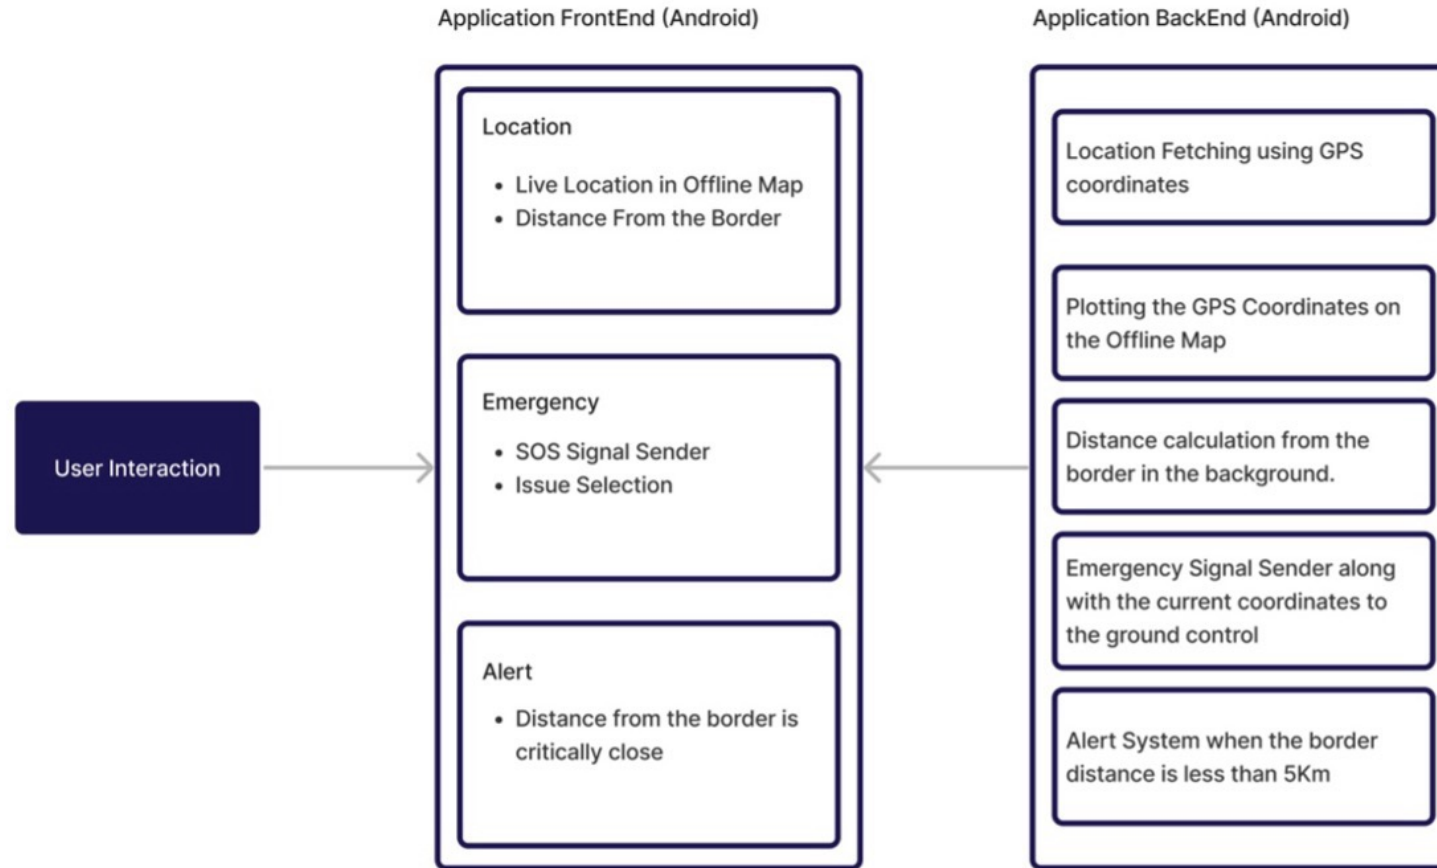 Application FrontEnd (Android)
Application BackEnd (Android)
User Interaction
Location
• Live Location in Offline Map
• Distance From the Border
Emergency
• SOS Signal Sender
• Issue Selection
Alert
• Distance from the border is
critically close
Location Fetching using GPS
coordinates
Plotting the GPS Coordinates on
the Offline Map
Distance calculation from the
border in the background.
Emergency Signal Sender along
with the current coordinates to
the ground control
Alert System when the border
distance is less than 5Km